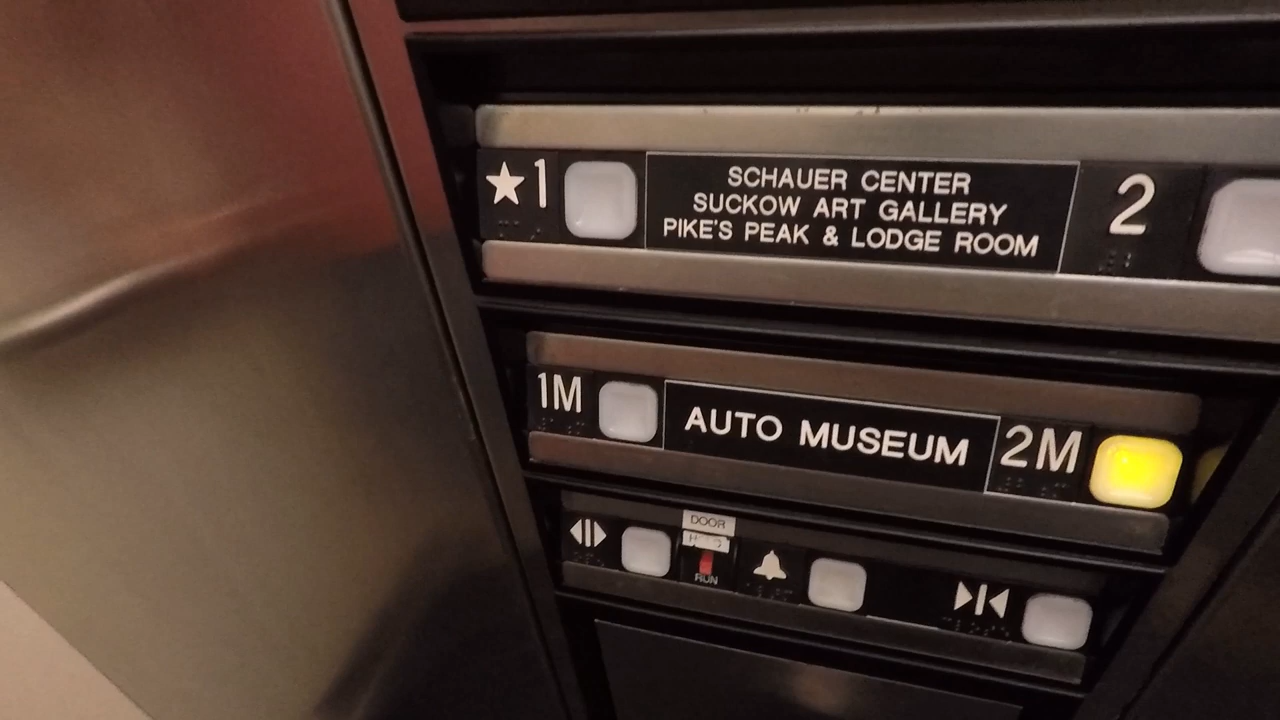 ★1
SCHAUER CENTER
SUCKOW ART GALLERY
PIKE'S PEAK & LODGE ROOM
2
1M
AUTO MUSEUM
2M
DOOR
RUN